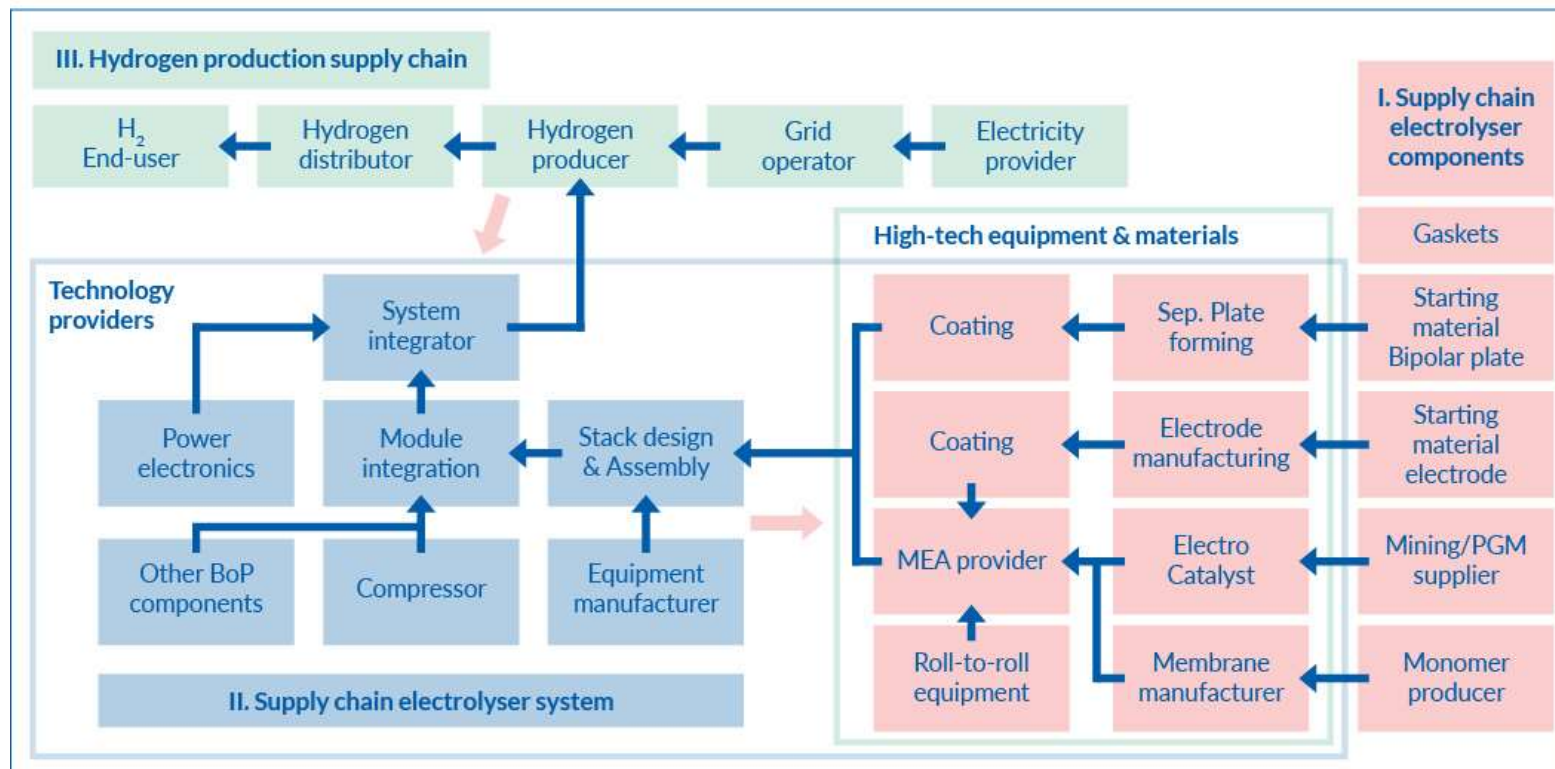 III. Hydrogen production supply chain
H₂
End-user
Hydrogen
distributor
Hydrogen
producer
Grid
operator
Electricity
provider
I. Supply chain
electrolyser
components
Gaskets
High-tech equipment & materials
Technology
providers
System
integrator
Coating
Sep. Plate
forming
Starting
material
Bipolar plate
Power
electronics
Module
integration
Stack design
& Assembly
Coating
Electrode
manufacturing
Starting
material
electrode
Other BoP
components
Compressor
Equipment
manufacturer
MEA provider
Electro
Catalyst
Mining/PGM
supplier
Roll-to-roll
equipment
Membrane
manufacturer
Monomer
producer
II. Supply chain electrolyser system